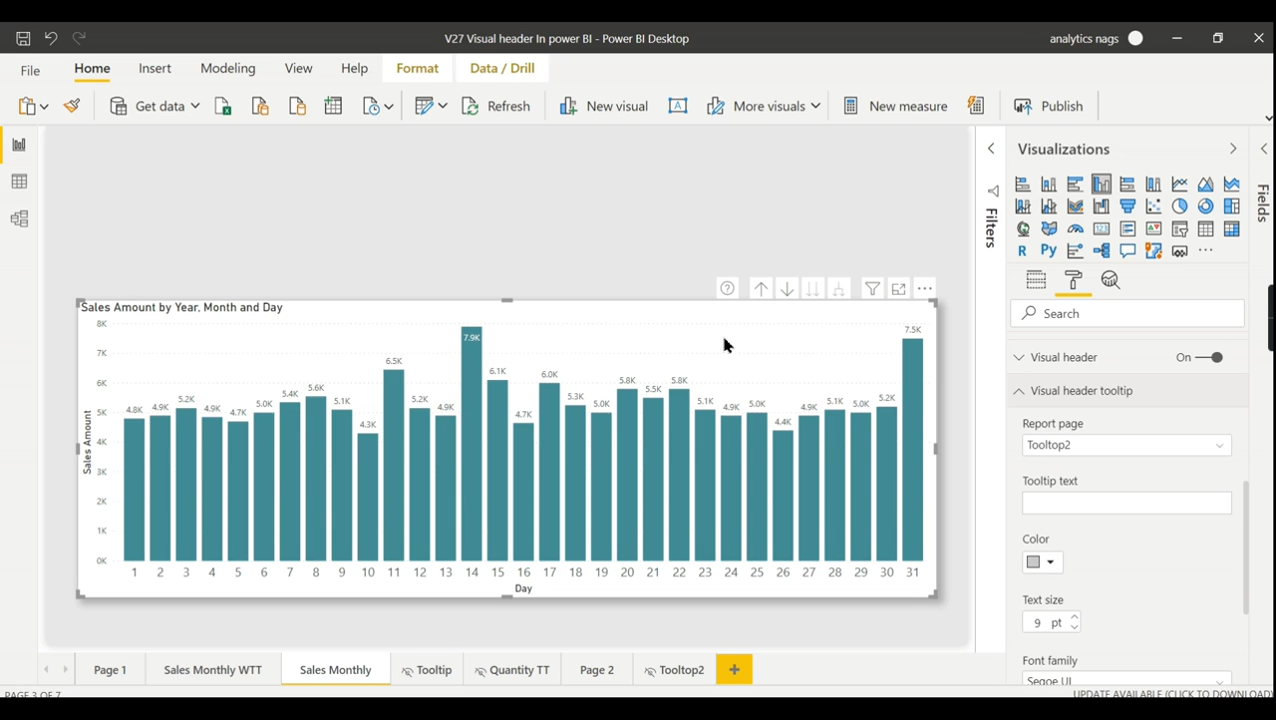 V27 Visual header In power BI - Power BI Desktop
analytics nags
File
Home
Insert
Modeling
View
Help
Format
Data / Drill
Get data
Refresh
New visual
More visuals
New measure
Publish
Visualizations
Filters
Fields
R
Py
Search
Visual header
On
Visual header tooltip
Report page
Tooltop2
Tooltip text
Color
Text size
9 pt
Font family
Segoe UI
Sales Amount by Year, Month and Day
Sales Amount
8K
7K
6K
5K
4K
3K
2K
1K
0K
4.8K 4.9K 5.2K 4.9K 4.7K 5.0K 5.4K 5.6K 5.1K 4.3K 6.5K 5.2K 4.9K 7.9K 6.1K 4.7K 6.0K 5.3K 5.0K 5.8K 5.5K 5.8K 5.1K 4.9K 5.0K 4.4K 4.9K 5.1K 5.0K 5.2K 7.5K
1 2 3 4 5 6 7 8 9 10 11 12 13 14 15 16 17 18 19 20 21 22 23 24 25 26 27 28 29 30 31
Day
Page 1
Sales Monthly WTT
Sales Monthly
Tooltip
Quantity TT
Page 2
Tooltop2
PAGE 3 OF 7
UPDATE AVAILABLE (CLICK TO DOWNLOAD)